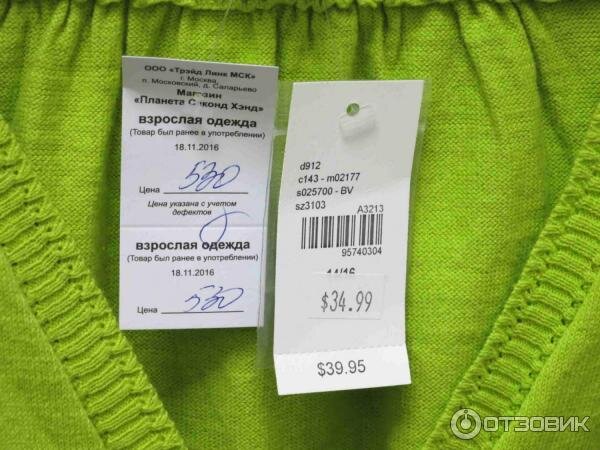 ООО «Трэйд Линк МСК»
г. Москва,
п. Московский, д. Саларьево
Магазин
«Планета Секонд Хэнд»
взрослая одежда
(Товар был ранее в употреблении)
18.11.2016
Цена 530
Цена указана с учетом
дефектов
взрослая одежда
(Товар был ранее в употреблении)
18.11.2016
Цена 530
d912
c143 - m02177
s025700 - BV
sz3103
A3213
95740304
14/16
$34.99
$39.95
ОТЗОВИК